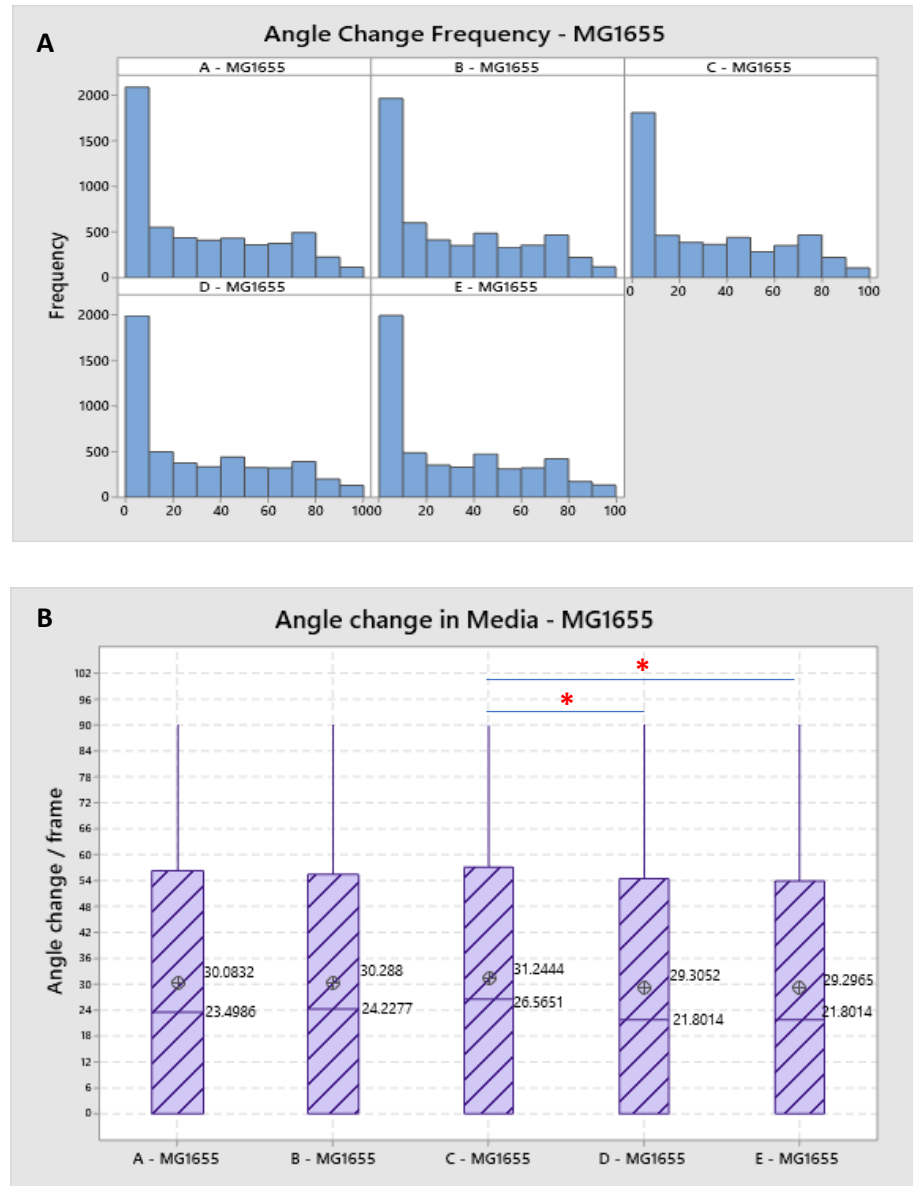 A
Angle Change Frequency - MG1655
A - MG1655 B - MG1655 C - MG1655
2000
1500
1000
500
0
Frequency
0 20 40 60 80 100
D - MG1655 E - MG1655
2000
1500
1000
500
0
0 20 40 60 80 100 0 20 40 60 80 100
B
Angle change in Media - MG1655
*
*
102
96
90
84
78
72
66
60
54
48
42
36
30
24
18
12
6
0
Angle change / frame
30.0832 30.288 31.2444 29.3052 29.2965
23.4986 24.2277 26.5651 21.8014 21.8014
A - MG1655 B - MG1655 C - MG1655 D - MG1655 E - MG1655